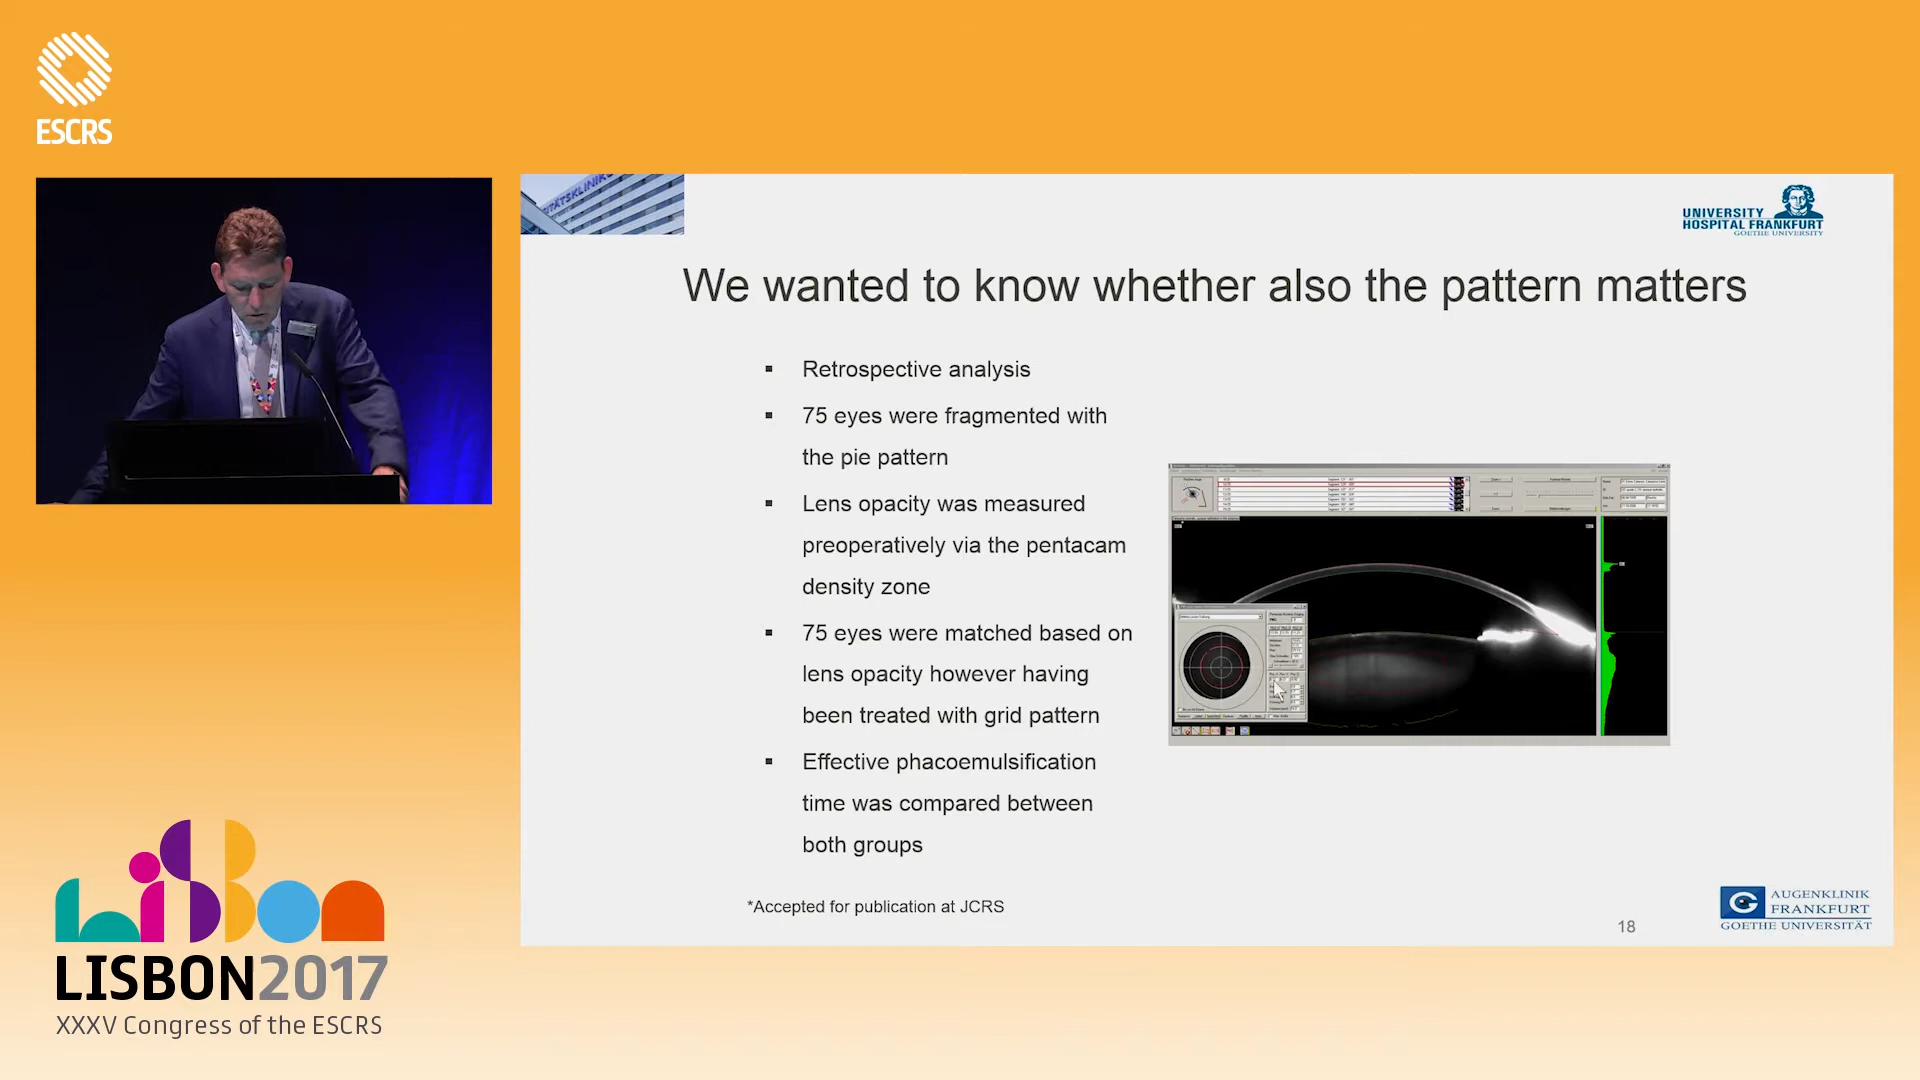 ESCRS
ITÄTSKLINIK
UNIVERSITY
HOSPITAL FRANKFURT
GOETHE UNIVERSITY
We wanted to know whether also the pattern matters
▪ Retrospective analysis
▪ 75 eyes were fragmented with
the pie pattern
▪ Lens opacity was measured
preoperatively via the pentacam
density zone
▪ 75 eyes were matched based on
lens opacity however having
been treated with grid pattern
▪ Effective phacoemulsification
time was compared between
both groups
*Accepted for publication at JCRS
18
AUGENKLINIK
FRANKFURT
GOETHE UNIVERSITÄT
LiSBon
LISBON2017
XXXV Congress of the ESCRS